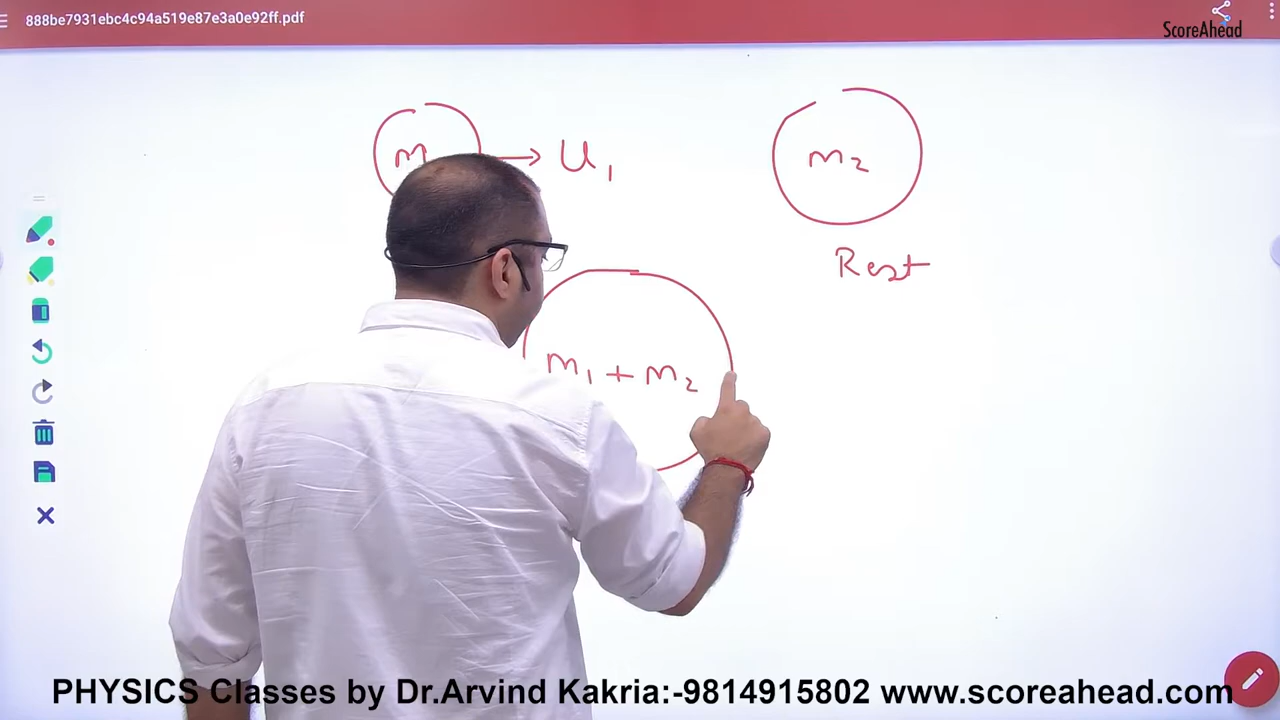 888be7931ebc4c94a519e87e3a0e92ff.pdf
ScoreAhead
m → U1
m2
Rest
m1 + m2
PHYSICS Classes by Dr.Arvind Kakria:-9814915802 www.scoreahead.com